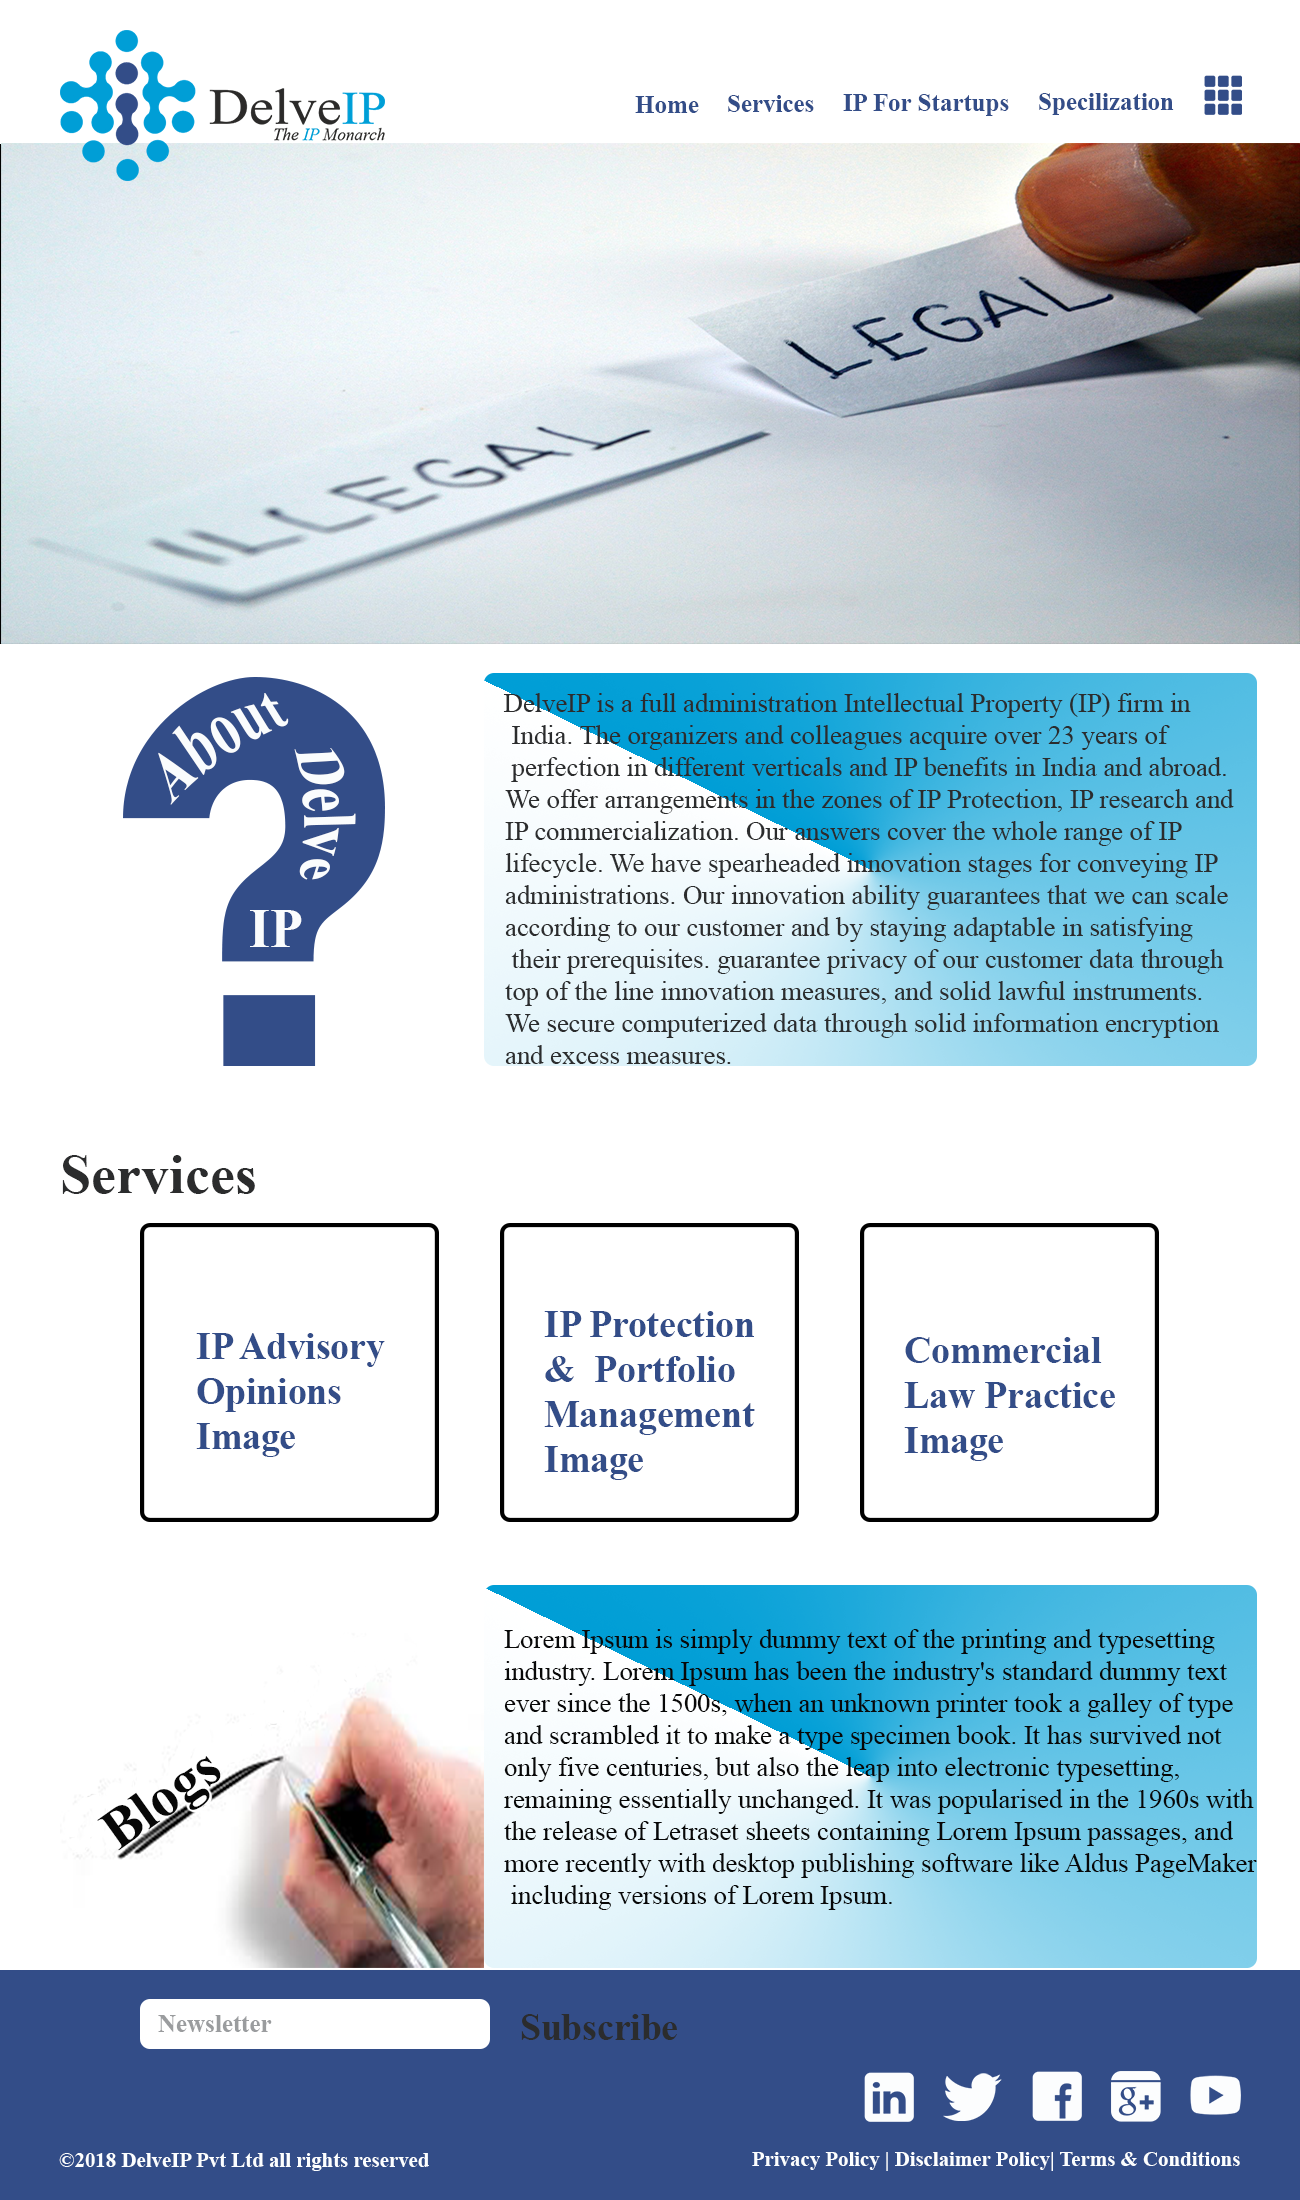 DelveIP
The IP Monarch
Home Services IP For Startups Specilization
LEGAL
ILLEGAL
About
Delve
IP
DelveIP is a full administration Intellectual Property (IP) firm in
India. The organizers and colleagues acquire over 23 years of
perfection in different verticals and IP benefits in India and abroad.
We offer arrangements in the zones of IP Protection, IP research and
IP commercialization. Our answers cover the whole range of IP
lifecycle. We have spearheaded innovation stages for conveying IP
administrations. Our innovation ability guarantees that we can scale
according to our customer and by staying adaptable in satisfying
their prerequisites. guarantee privacy of our customer data through
top of the line innovation measures, and solid lawful instruments.
We secure computerized data through solid information encryption
and excess measures.
Services
IP Advisory
Opinions
Image
IP Protection
& Portfolio
Management
Image
Commercial
Law Practice
Image
Blogs
Lorem Ipsum is simply dummy text of the printing and typesetting
industry. Lorem Ipsum has been the industry's standard dummy text
ever since the 1500s, when an unknown printer took a galley of type
and scrambled it to make a type specimen book. It has survived not
only five centuries, but also the leap into electronic typesetting,
remaining essentially unchanged. It was popularised in the 1960s with
the release of Letraset sheets containing Lorem Ipsum passages, and
more recently with desktop publishing software like Aldus PageMaker
including versions of Lorem Ipsum.
Newsletter
Subscribe
in f g+
©2018 DelveIP Pvt Ltd all rights reserved
Privacy Policy | Disclaimer Policy| Terms & Conditions